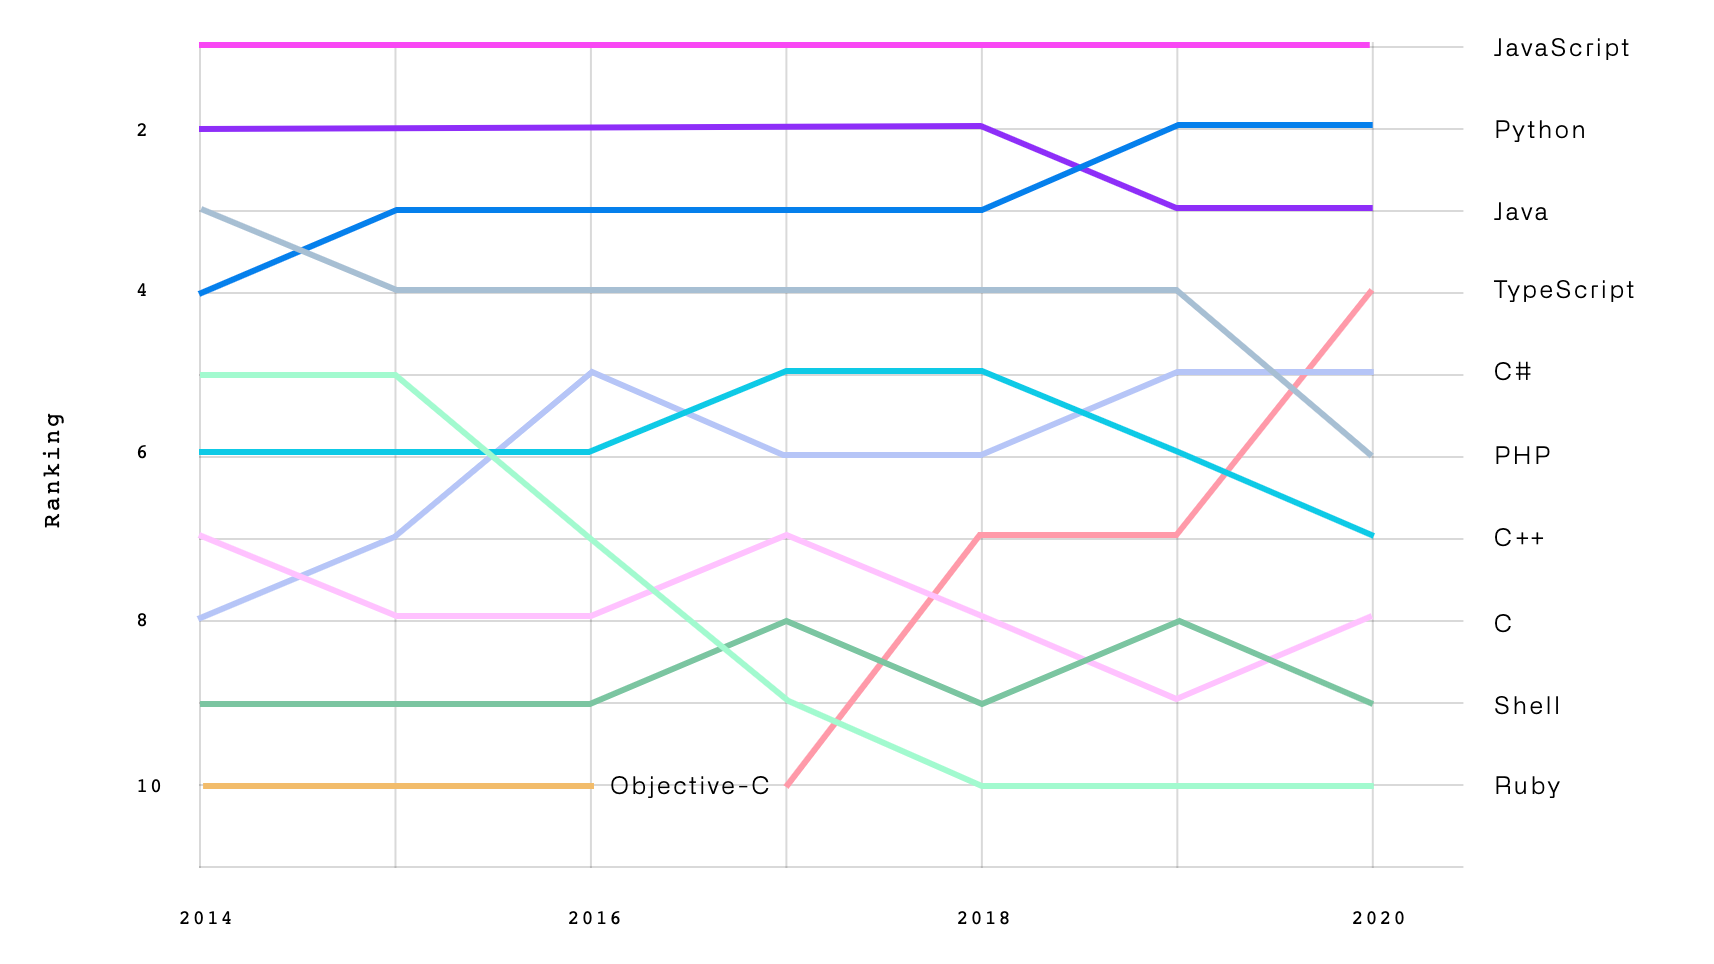 JavaScript
2
Python
Java
4
TypeScript
C#
Ranking
6
PHP
C++
8
C
Shell
10
Objective-C
Ruby
2014
2016
2018
2020